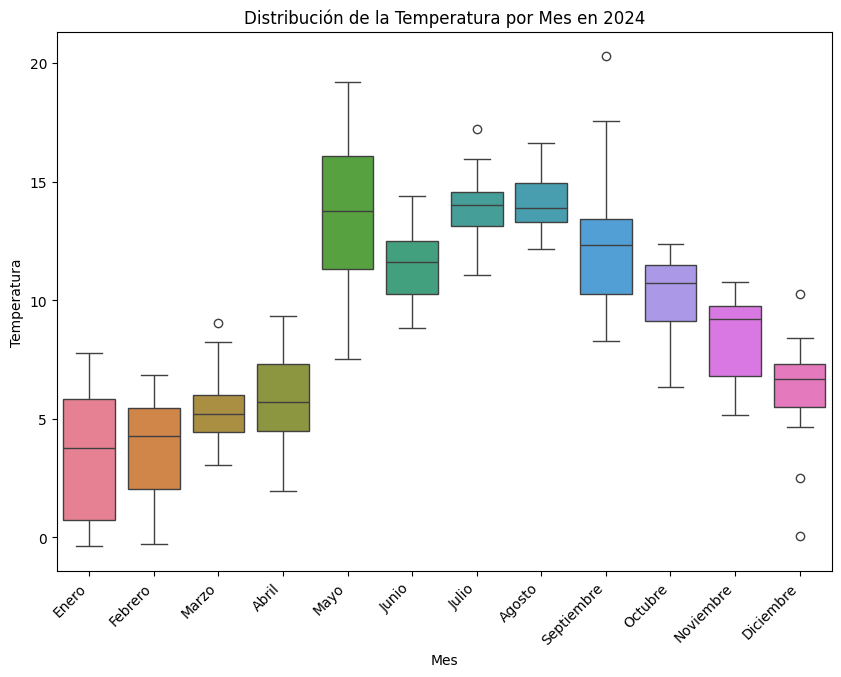 Distribución de la Temperatura por Mes en 2024
Temperatura
20
15
10
5
0
Enero
Febrero
Marzo
Abril
Mayo
Junio
Julio
Agosto
Septiembre
Octubre
Noviembre
Diciembre
Mes